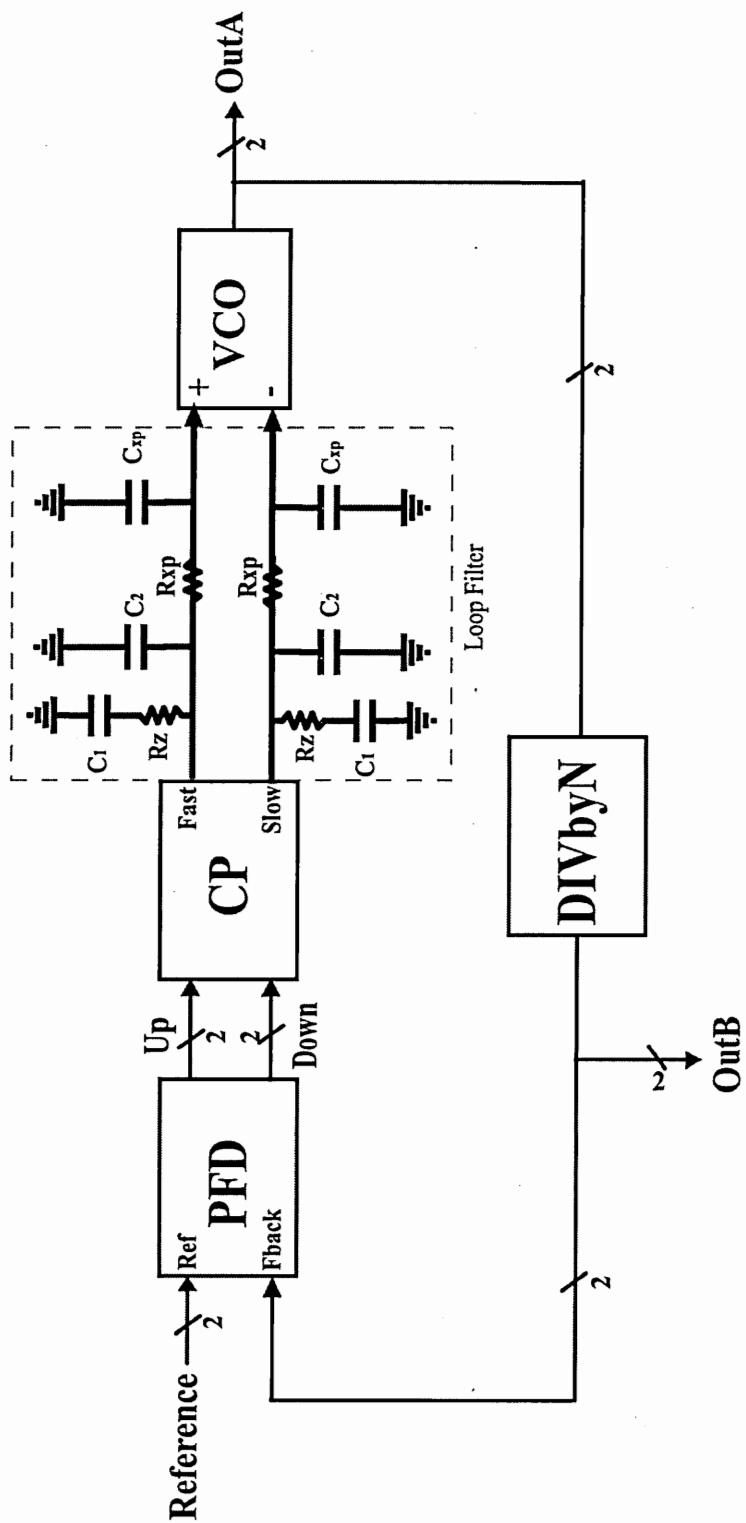 Reference
2
Ref
Fback
PFD
Up
2
2
Down
CP
Fast
Slow
C1
Rz
C2
Rxp
Cxp
Rz
C1
C2
Rxp
Cxp
Loop Filter
+
-
VCO
2
OutA
2
DIVbyN
2
OutB
2